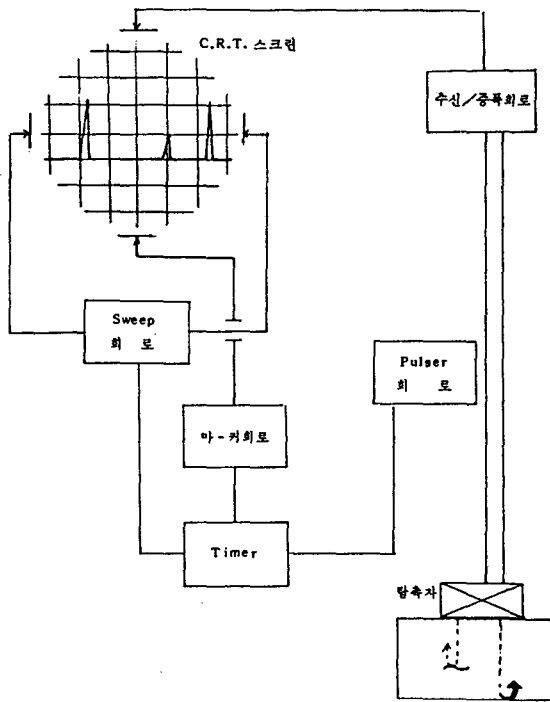 C.R.T. 스크린
수신/증폭회로
Sweep
회 로
Pulser
회 로
마-커회로
Timer
탐촉자